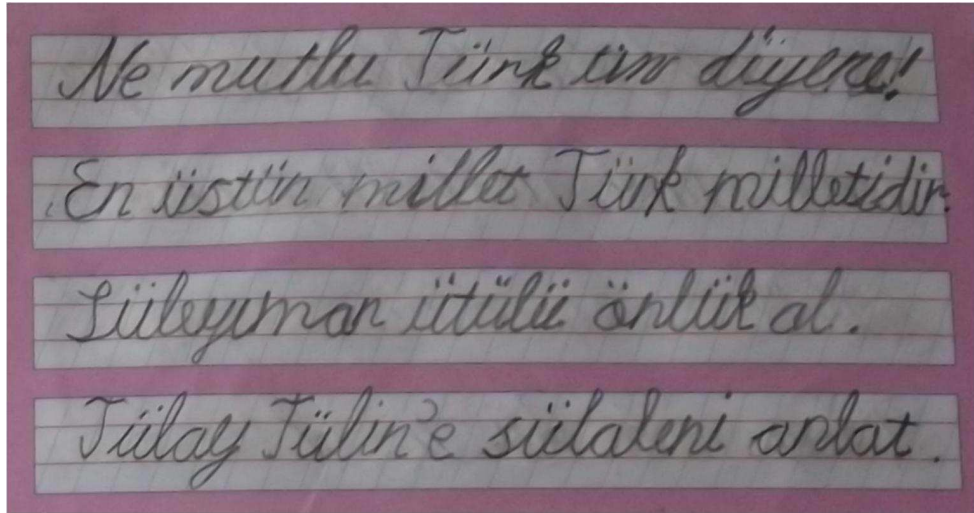 Ne mutlu Türk üm diyene!
En üstün millet Türk milletidir.
Süleyman ütülü önlük al.
Tülay Tülin'e sülaleni anlat.